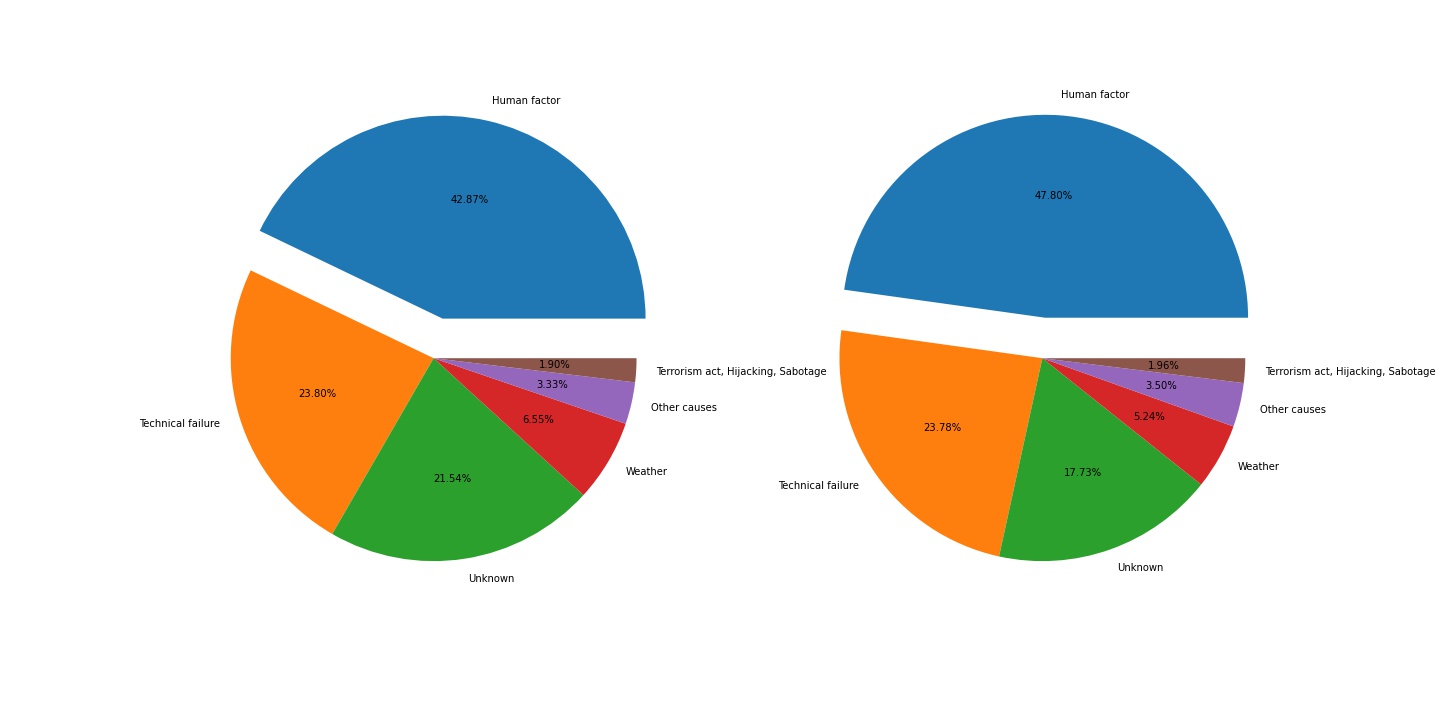 Human factor
42.87%
23.80%
Technical failure
21.54%
Unknown
6.55%
Weather
3.33%
Other causes
1.90%
Terrorism act, Hijacking, Sabotage
Human factor
47.80%
23.78%
Technical failure
17.73%
Unknown
5.24%
Weather
3.50%
Other causes
1.96%
Terrorism act, Hijacking, Sabotage